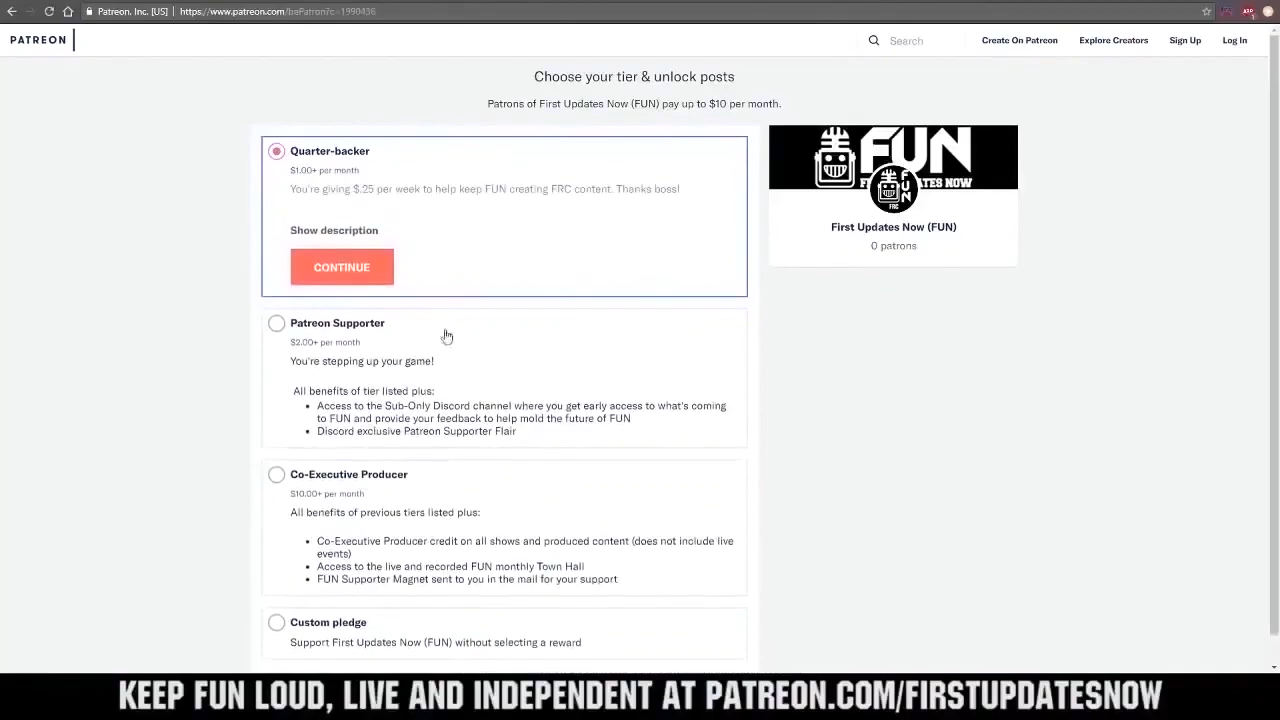 Patreon, Inc. [US] | https://www.patreon.com/bePatron?c=1990436
PATREON
Search
Create On Patreon
Explore Creators
Sign Up
Log In
Choose your tier & unlock posts
Patrons of First Updates Now (FUN) pay up to $10 per month.
Quarter-backer
$1.00+ per month
You're giving $.25 per week to help keep FUN creating FRC content. Thanks boss!
Show description
CONTINUE
FUN
First Updates Now (FUN)
0 patrons
Patreon Supporter
$2.00+ per month
You're stepping up your game!
All benefits of tier listed plus:
• Access to the Sub-Only Discord channel where you get early access to what's coming
to FUN and provide your feedback to help mold the future of FUN
• Discord exclusive Patreon Supporter Flair
Co-Executive Producer
$10.00+ per month
All benefits of previous tiers listed plus:
• Co-Executive Producer credit on all shows and produced content (does not include live
events)
• Access to the live and recorded FUN monthly Town Hall
• FUN Supporter Magnet sent to you in the mail for your support
Custom pledge
Support First Updates Now (FUN) without selecting a reward
KEEP FUN LOUD, LIVE AND INDEPENDENT AT PATREON.COM/FIRSTUPDATESNOW